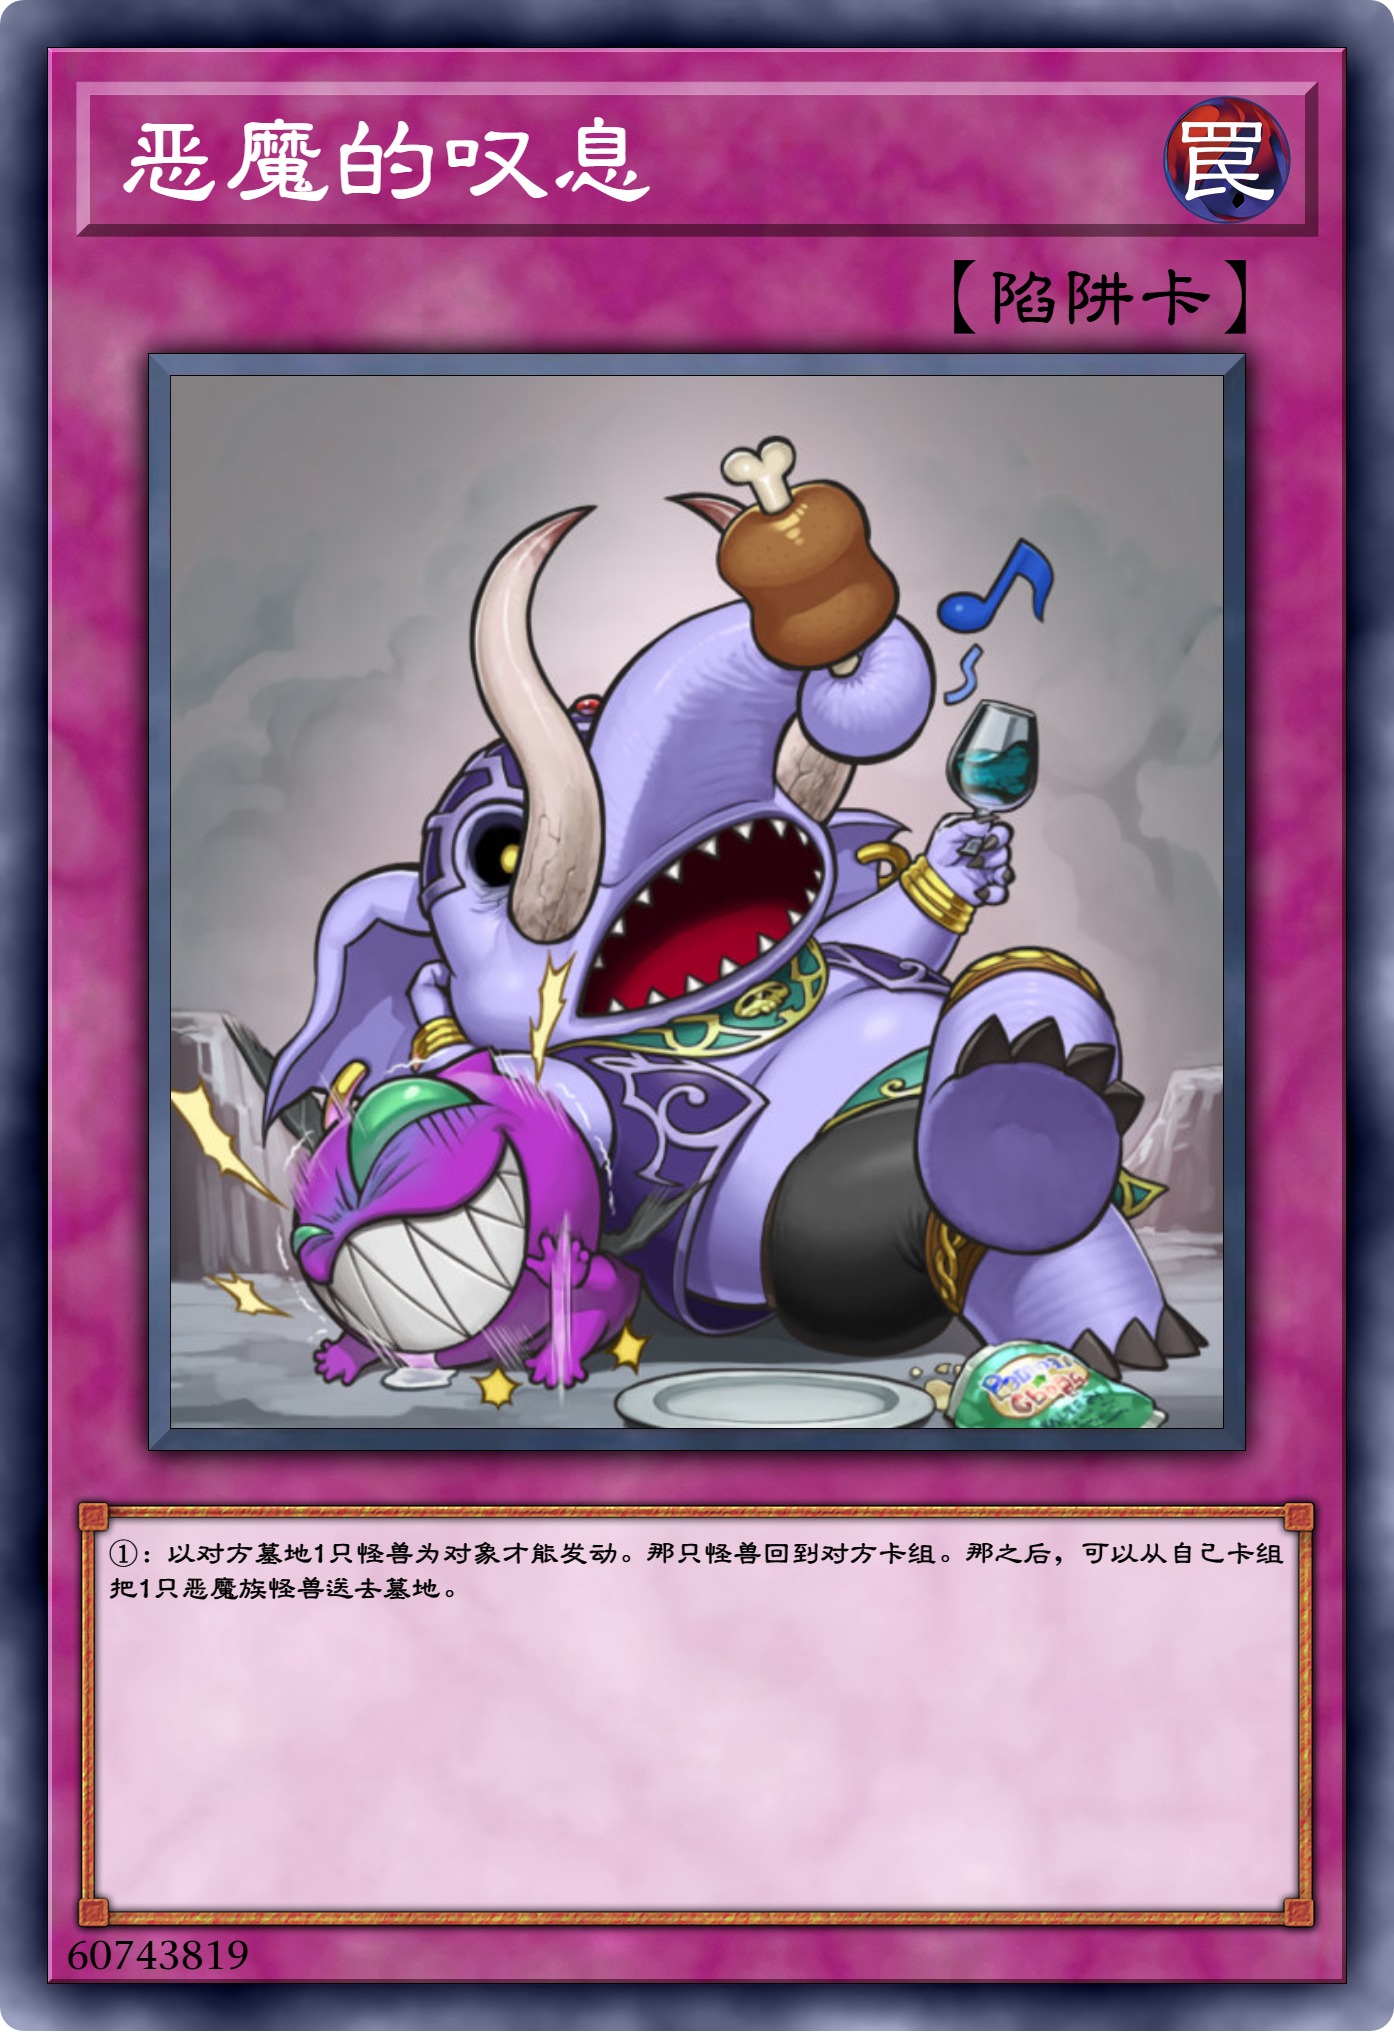 恶魔的叹息
罠
【陷阱卡】
①：以对方墓地1只怪兽为对象才能发动。那只怪兽回到对方卡组。那之后，可以从自己卡组
把1只恶魔族怪兽送去墓地。
60743819